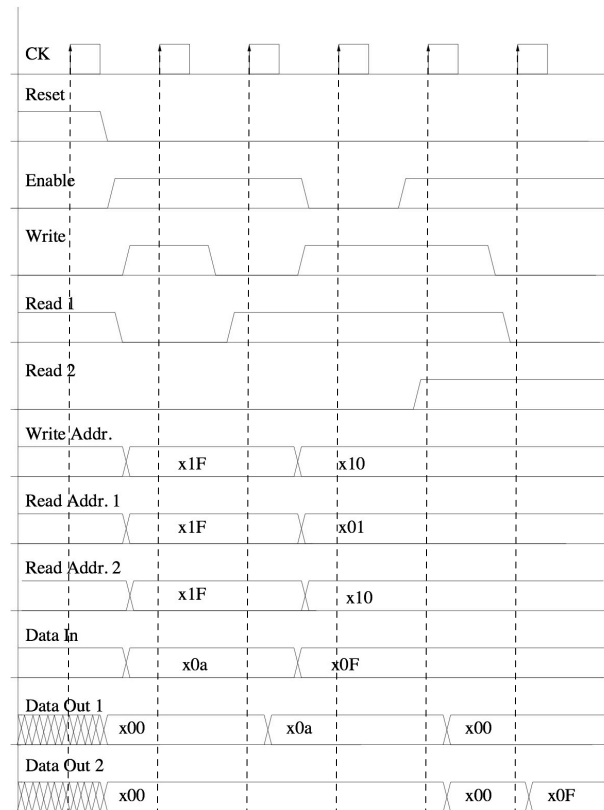 CK
Reset
Enable
Write
Read 1
Read 2
Write Addr.
x1F x10
Read Addr. 1
x1F x01
Read Addr. 2
x1F x10
Data In
x0a x0F
Data Out 1
x00 x0a x00
Data Out 2
x00 x00 x0F